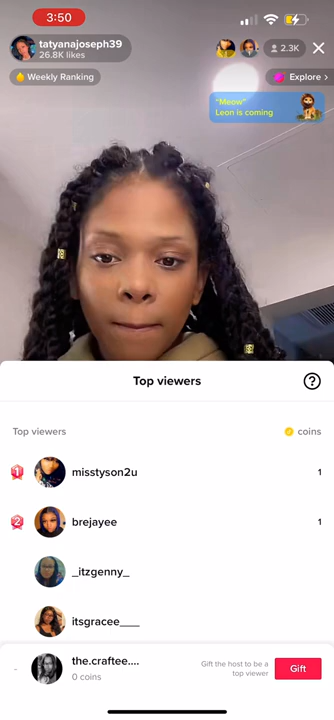 3:50
tatyanajoseph39
26.8K likes
2.3K
Weekly Ranking
Explore >
"Meow"
Leon is coming
Top viewers
?
Top viewers
coins
1
misstyson2u
1
2
brejayee
1
_itzgenny_
itsgracee___
-
the.craftee....
0 coins
Gift the host to be a
top viewer
Gift